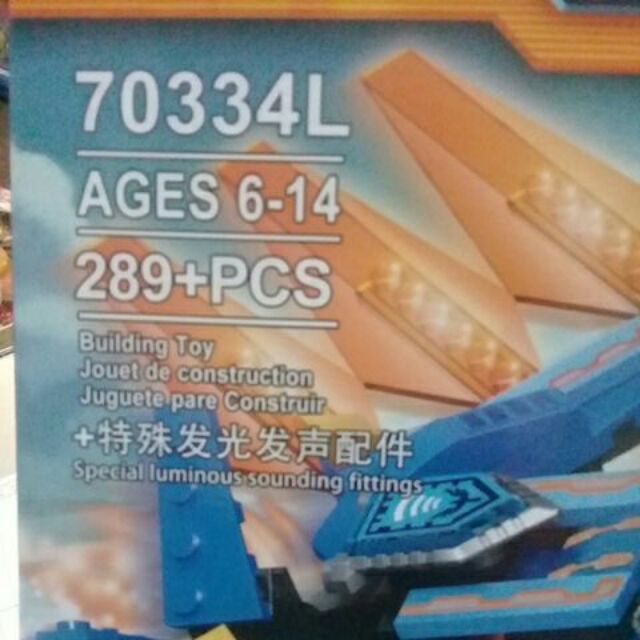 70334L
AGES 6-14
289+PCS
Building Toy
Jouet de construction
Juguete pare Construir
+特殊发光发声配件
Special luminous sounding fittings